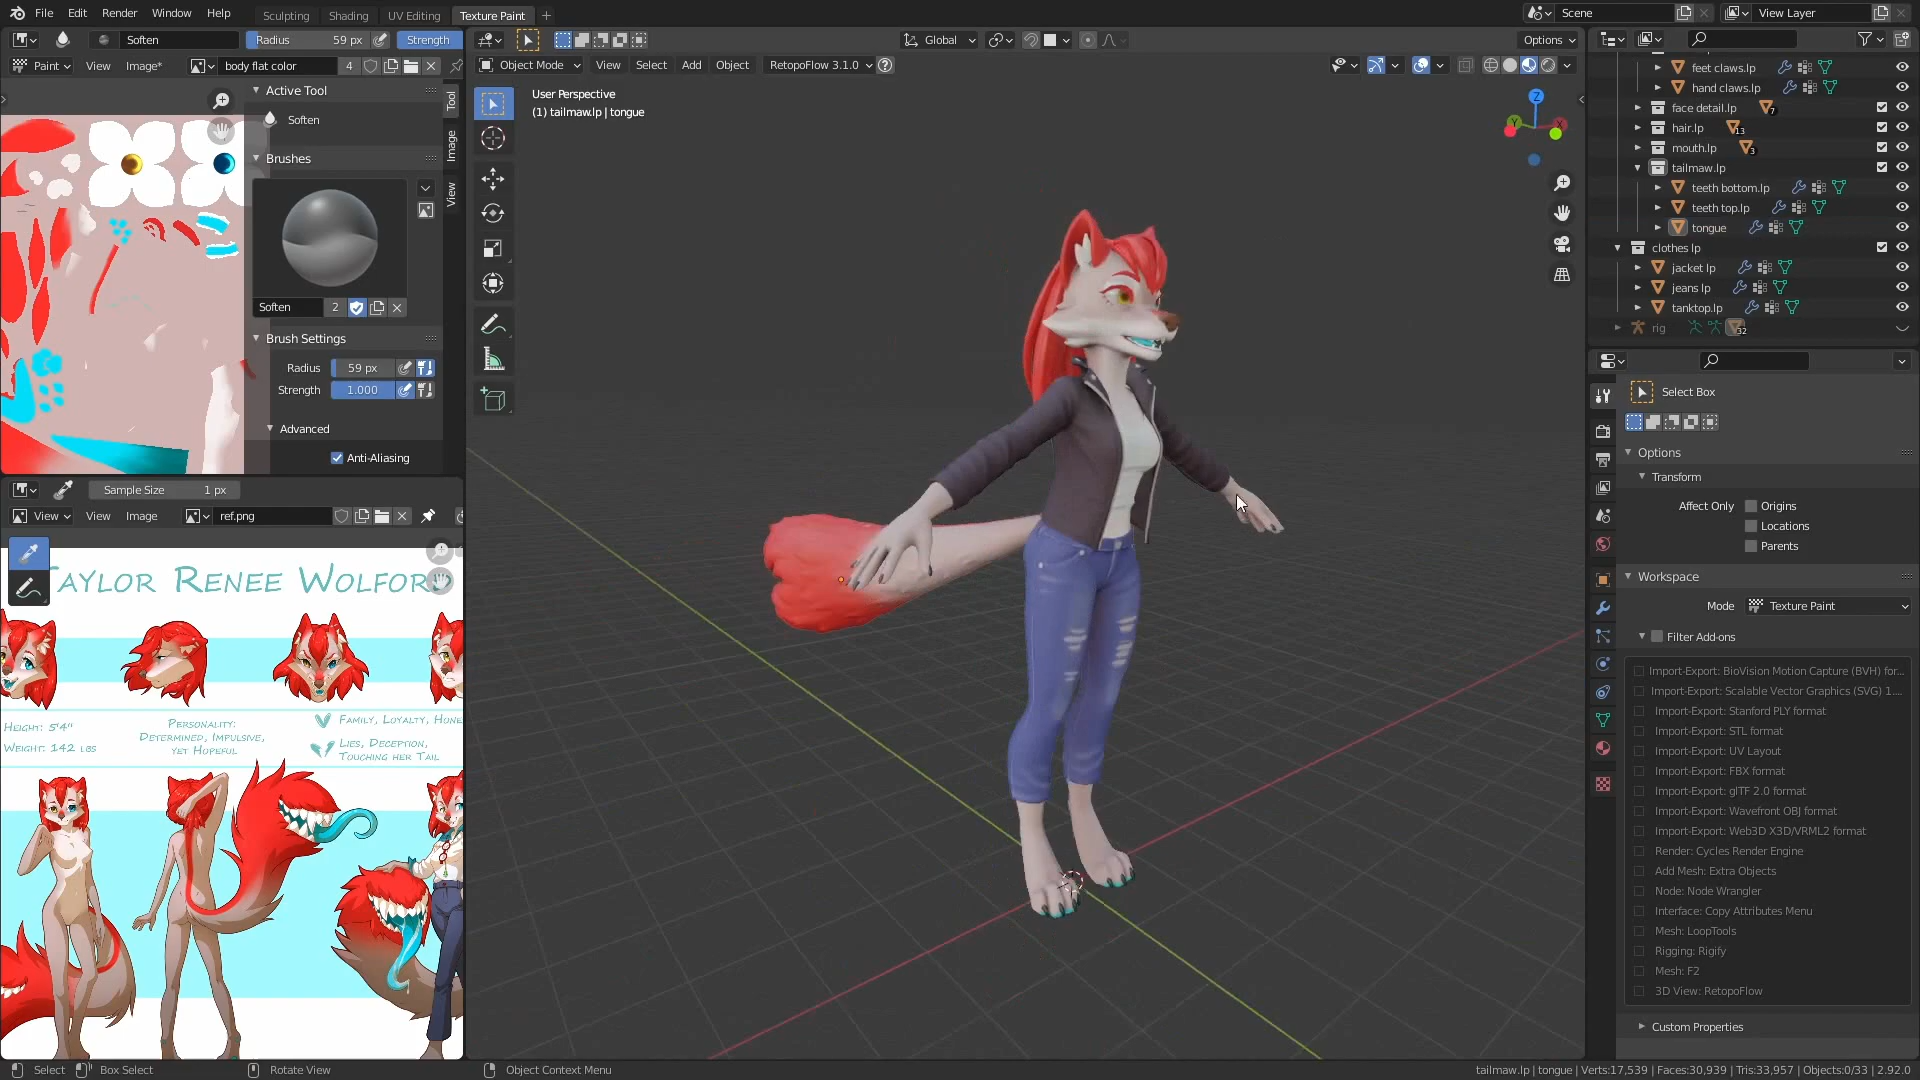 File Edit Render Window Help Sculpting Shading UV Editing Texture Paint + Scene View Layer
Soften Radius 59 px Strength Global Options
Paint View Image* body flat color 4 Object Mode View Select Add Object RetopoFlow 3.1.0
Active Tool
Soften
Brushes
Soften 2
Brush Settings
Radius 59 px
Strength 1.000
Advanced
Anti-Aliasing
Tool
Image
View
User Perspective
(1) tailmaw.lp | tongue
Z
Y
X
feet claws.lp
hand claws.lp
face detail.lp 7
hair.lp 13
mouth.lp 3
tailmaw.lp
teeth bottom.lp
teeth top.lp
tongue
clothes lp
jacket lp
jeans lp
tanktop.lp
rig 32
Select Box
Options
Transform
Affect Only Origins
Locations
Parents
Workspace
Mode Texture Paint
Filter Add-ons
Import-Export: BioVision Motion Capture (BVH) for...
Import-Export: Scalable Vector Graphics (SVG) 1....
Import-Export: Stanford PLY format
Import-Export: STL format
Import-Export: UV Layout
Import-Export: FBX format
Import-Export: glTF 2.0 format
Import-Export: Wavefront OBJ format
Import-Export: Web3D X3D/VRML2 format
Render: Cycles Render Engine
Add Mesh: Extra Objects
Node: Node Wrangler
Interface: Copy Attributes Menu
Mesh: LoopTools
Rigging: Rigify
Mesh: F2
3D View: RetopoFlow
Custom Properties
Sample Size 1 px
View View Image ref.png
AYLOR RENEE WOLFOR
HEIGHT: 5'4"
WEIGHT: 142 LBS
PERSONALITY:
DETERMINED, IMPULSIVE,
YET HOPEFUL
FAMILY, LOYALTY, HONE
LIES, DECEPTION,
TOUCHING HER TAIL
Select Box Select Rotate View Object Context Menu
tailmaw.lp | tongue | Verts:17,539 | Faces:30,939 | Tris:33,957 | Objects:0/33 | 2.92.0